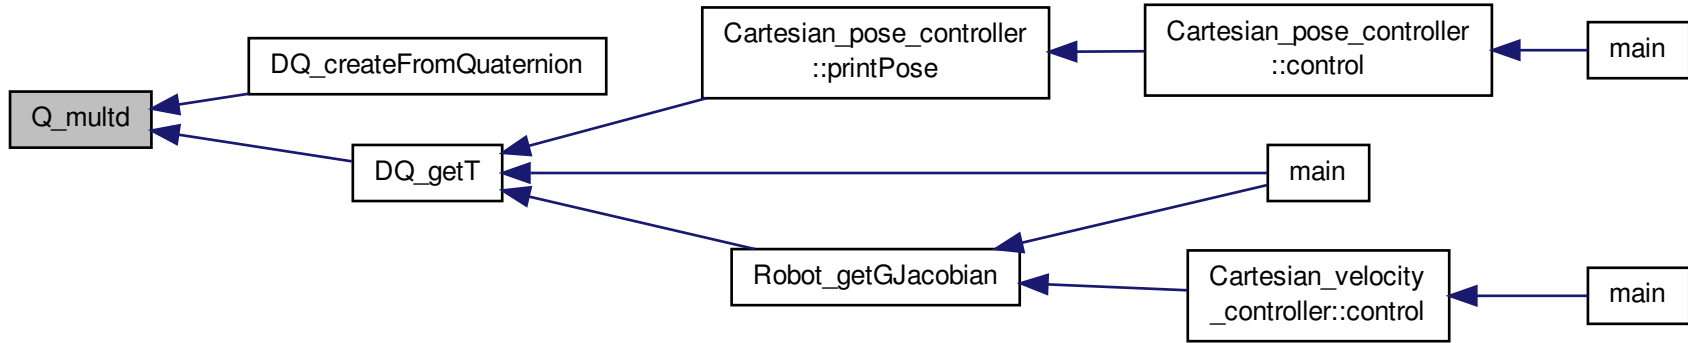 Q_multd
DQ_createFromQuaternion
DQ_getT
Cartesian_pose_controller
::printPose
Cartesian_pose_controller
::control
main
main
Robot_getGJacobian
Cartesian_velocity
_controller::control
main